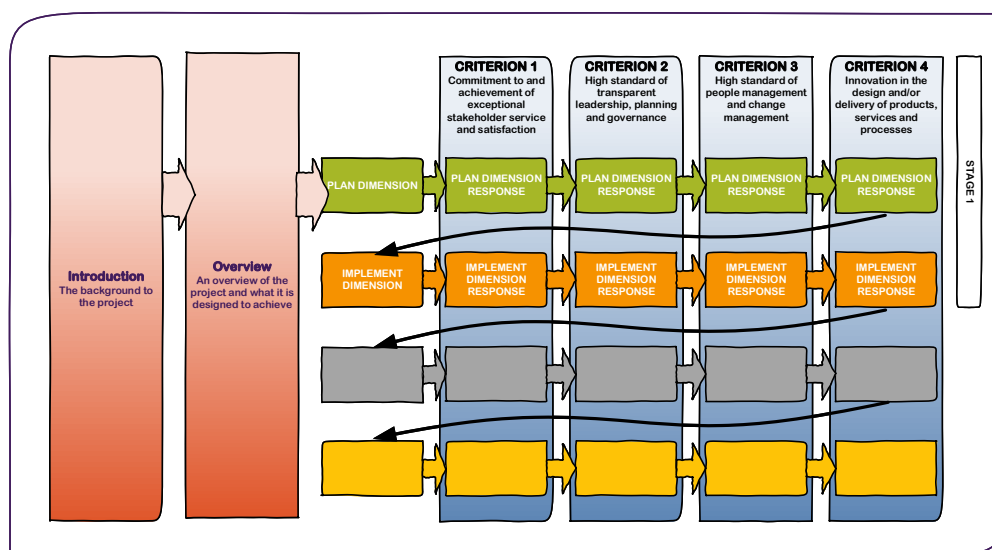 Introduction
The background to
the project
Overview
An overview of the
project and what it is
designed to achieve
CRITERION 1
Commitment to and
achievement of
exceptional
stakeholder service
and satisfaction
CRITERION 2
High standard of
transparent
leadership, planning
and governance
CRITERION 3
High standard of
people management
and change
management
CRITERION 4
Innovation in the
design and/or
delivery of products,
services and
processes
PLAN DIMENSION
PLAN DIMENSION
RESPONSE
PLAN DIMENSION
RESPONSE
PLAN DIMENSION
RESPONSE
PLAN DIMENSION
RESPONSE
IMPLEMENT
DIMENSION
IMPLEMENT
DIMENSION
RESPONSE
IMPLEMENT
DIMENSION
RESPONSE
IMPLEMENT
DIMENSION
RESPONSE
IMPLEMENT
DIMENSION
RESPONSE
STAGE 1